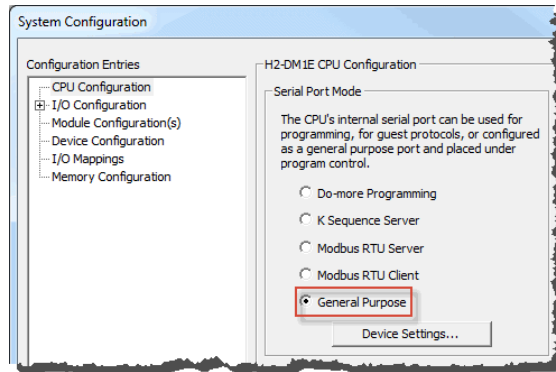 System Configuration
Configuration Entries
CPU Configuration
I/O Configuration
Module Configuration(s)
Device Configuration
I/O Mappings
Memory Configuration
H2-DM1E CPU Configuration
Serial Port Mode
The CPU's internal serial port can be used for
programming, for guest protocols, or configured
as a general purpose port and placed under
program control.
Do-more Programming
K Sequence Server
Modbus RTU Server
Modbus RTU Client
General Purpose
Device Settings...